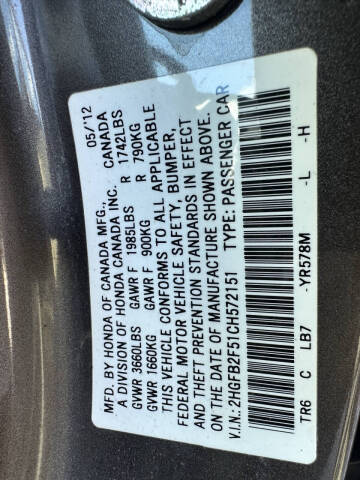 MFD. BY HONDA OF CANADA MFG., 05/12
A DIVISION OF HONDA CANADA INC. CANADA
GVWR 3660LBS GAWR F 1985LBS R 1742LBS
GVWR 1660KG GAWR F 900KG R 790KG
THIS VEHICLE CONFORMS TO ALL APPLICABLE
FEDERAL MOTOR VEHICLE SAFETY, BUMPER,
AND THEFT PREVENTION STANDARDS IN EFFECT
ON THE DATE OF MANUFACTURE SHOWN ABOVE.
V.I.N.: 2HGFB2F51CH572151 TYPE: PASSENGER CAR
TR6 C LB7 -YR578M -L -H